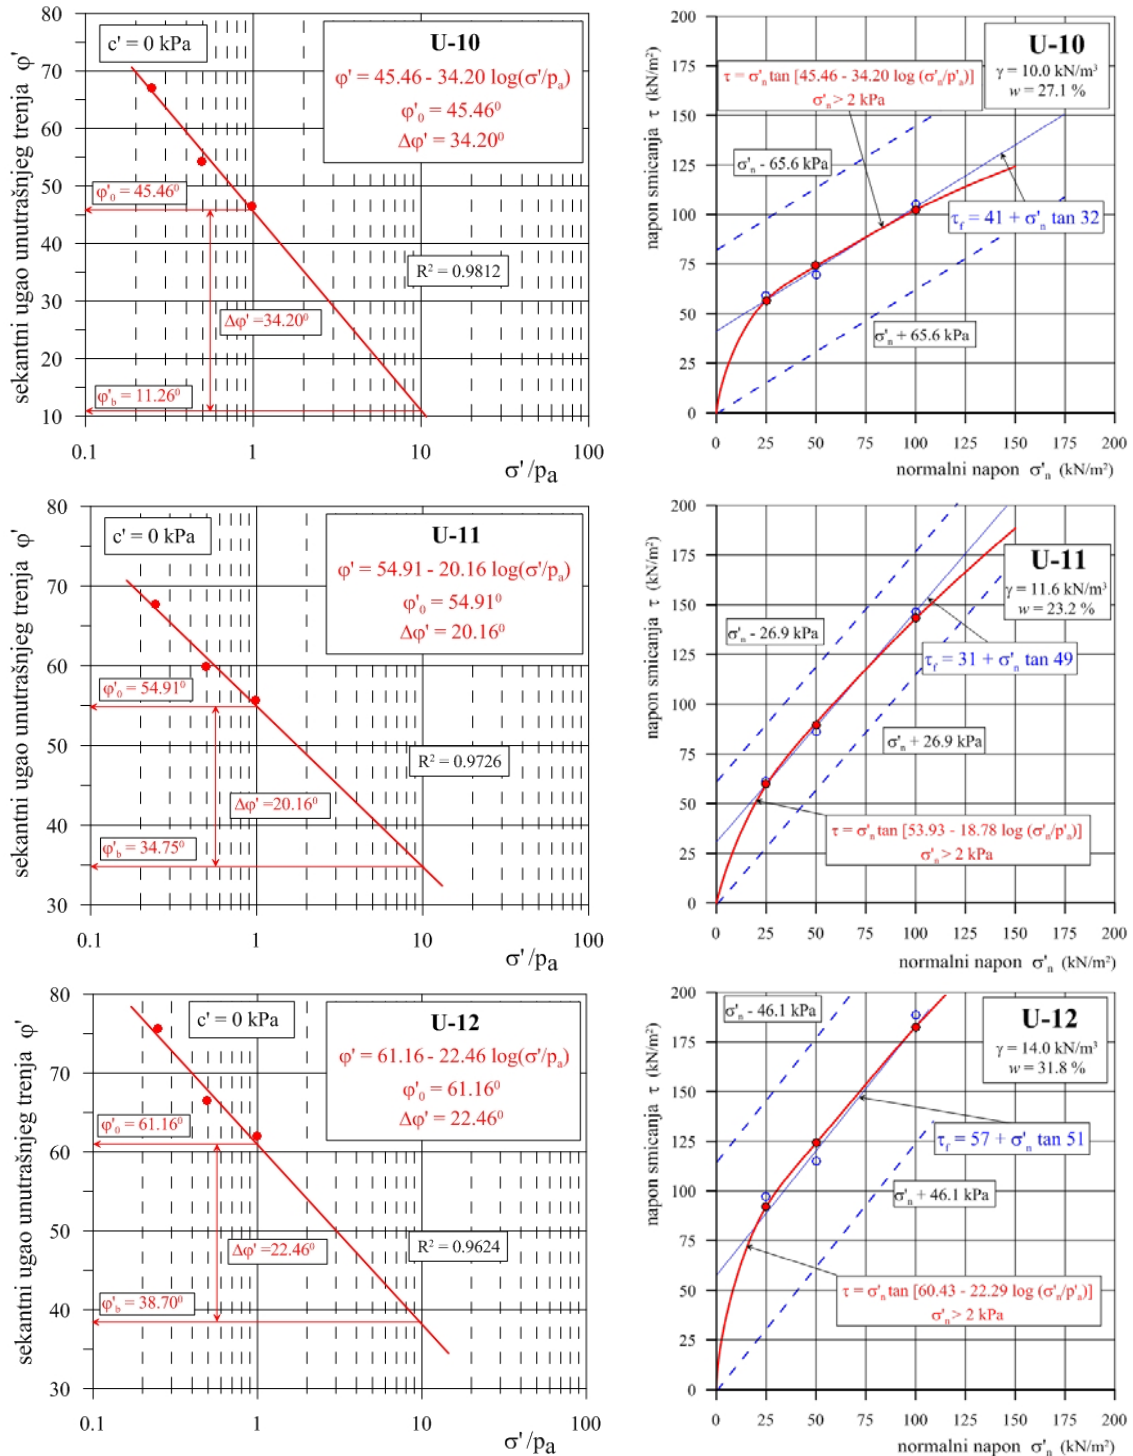 c' = 0 kPa
U-10
φ' = 45.46 - 34.20 log(σ'/pa)
φ'0 = 45.46⁰
Δφ' = 34.20⁰
φ'0 = 45.46⁰
R² = 0.9812
Δφ' =34.20⁰
φ'b = 11.26⁰
sekantni ugao unutrašnjeg trenja φ'
80
70
60
50
40
30
20
10
0.1 1 10 100
σ'/pa
U-10
γ = 10.0 kN/m³
w = 27.1 %
τ = σ'n tan [45.46 - 34.20 log (σ'n/p'a)]
σ'n > 2 kPa
σ'n - 65.6 kPa
τf = 41 + σ'n tan 32
σ'n + 65.6 kPa
napon smicanja τ (kN/m²)
200
175
150
125
100
75
50
25
0
0 25 50 75 100 125 150 175 200
normalni napon σ'n (kN/m²)
c' = 0 kPa
U-11
φ' = 54.91 - 20.16 log(σ'/pa)
φ'0 = 54.91⁰
Δφ' = 20.16⁰
φ'0 = 54.91⁰
R² = 0.9726
Δφ' =20.16⁰
φ'b = 34.75⁰
sekantni ugao unutrašnjeg trenja φ'
80
70
60
50
40
30
0.1 1 10 100
σ'/pa
U-11
γ = 11.6 kN/m³
w = 23.2 %
σ'n - 26.9 kPa
τf = 31 + σ'n tan 49
σ'n + 26.9 kPa
τ = σ'n tan [53.93 - 18.78 log (σ'n/p'a)]
σ'n > 2 kPa
napon smicanja τ (kN/m²)
200
175
150
125
100
75
50
25
0
0 25 50 75 100 125 150 175 200
normalni napon σ'n (kN/m²)
c' = 0 kPa
U-12
φ' = 61.16 - 22.46 log(σ'/pa)
φ'0 = 61.16⁰
Δφ' = 22.46⁰
φ'0 = 61.16⁰
R² = 0.9624
Δφ' =22.46⁰
φ'b = 38.70⁰
sekantni ugao unutrašnjeg trenja φ'
80
70
60
50
40
30
0.1 1 10 100
σ'/pa
σ'n - 46.1 kPa
U-12
γ = 14.0 kN/m³
w = 31.8 %
τf = 57 + σ'n tan 51
σ'n + 46.1 kPa
τ = σ'n tan [60.43 - 22.29 log (σ'n/p'a)]
σ'n > 2 kPa
napon smicanja τ (kN/m²)
200
175
150
125
100
75
50
25
0
0 25 50 75 100 125 150 175 200
normalni napon σ'n (kN/m²)